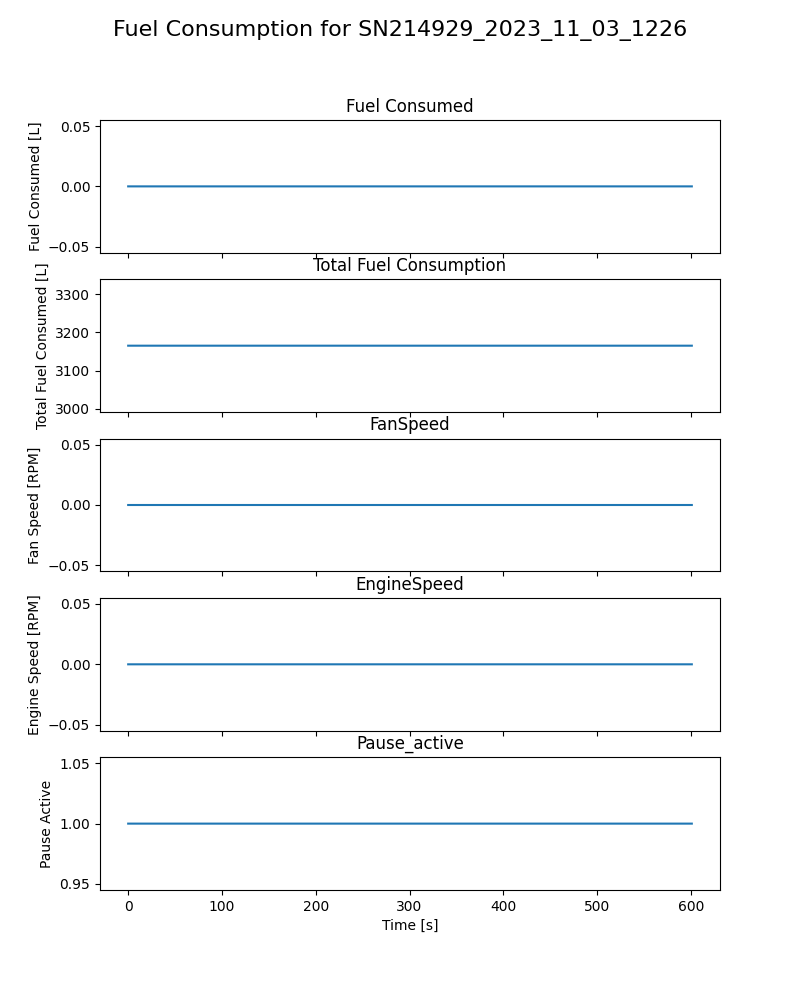 Fuel Consumption for SN214929_2023_11_03_1226
Fuel Consumed
Fuel Consumed [L]
0.05
0.00
−0.05
Total Fuel Consumption
Total Fuel Consumed [L]
3300
3200
3100
3000
FanSpeed
Fan Speed [RPM]
0.05
0.00
−0.05
EngineSpeed
Engine Speed [RPM]
0.05
0.00
−0.05
Pause_active
Pause Active
1.05
1.00
0.95
0 100 200 300 400 500 600
Time [s]